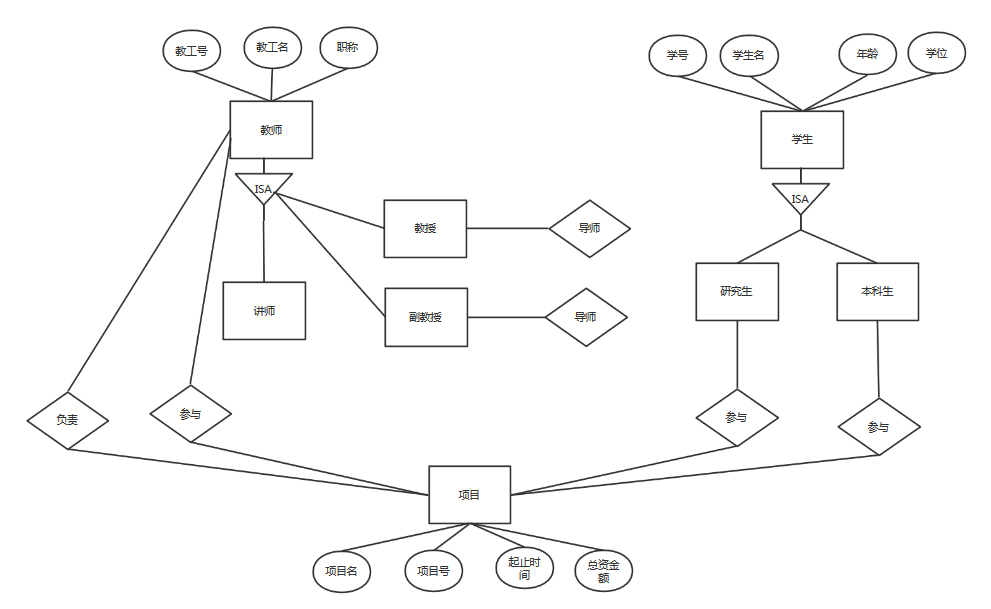 教工号
教工名
职称
学号
学生名
年龄
学位
教师
学生
ISA
ISA
教授
导师
研究生
本科生
讲师
副教授
导师
负责
参与
参与
参与
项目
项目名
项目号
起止时
间
总资金
额